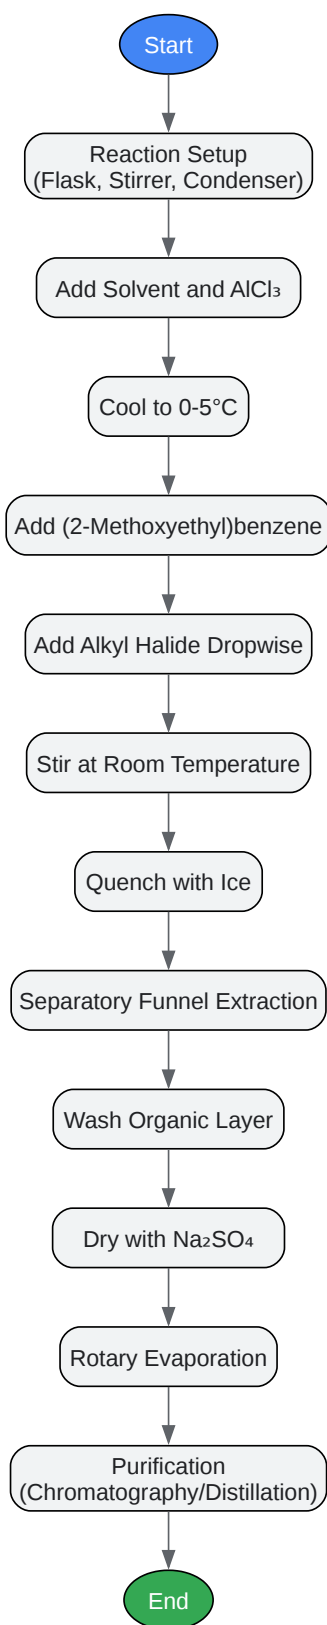 Start
Reaction Setup
(Flask, Stirrer, Condenser)
Add Solvent and AlCl₃
Cool to 0-5°C
Add (2-Methoxyethyl)benzene
Add Alkyl Halide Dropwise
Stir at Room Temperature
Quench with Ice
Separatory Funnel Extraction
Wash Organic Layer
Dry with Na₂SO₄
Rotary Evaporation
Purification
(Chromatography/Distillation)
End